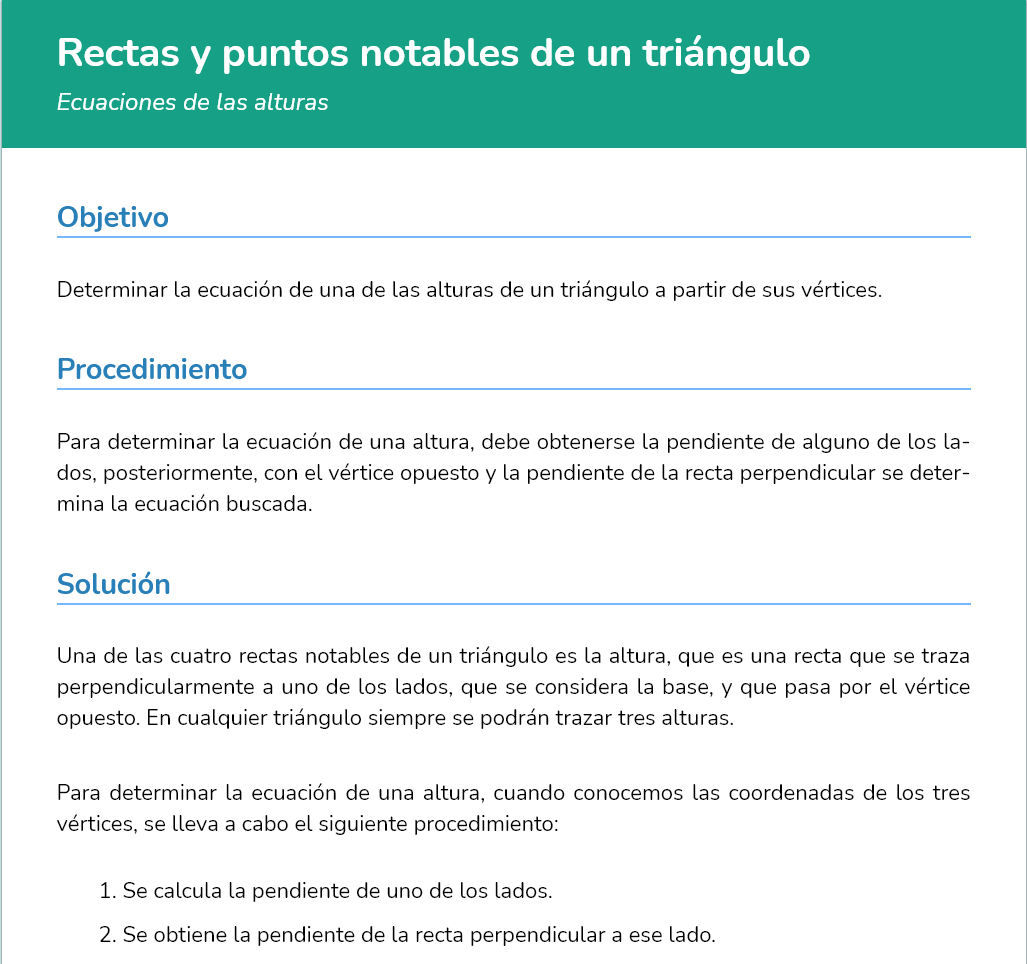 Rectas y puntos notables de un triángulo
Ecuaciones de las alturas
Objetivo
Determinar la ecuación de una de las alturas de un triángulo a partir de sus vértices.
Procedimiento
Para determinar la ecuación de una altura, debe obtenerse la pendiente de alguno de los la-
dos, posteriormente, con el vértice opuesto y la pendiente de la recta perpendicular se deter-
mina la ecuación buscada.
Solución
Una de las cuatro rectas notables de un triángulo es la altura, que es una recta que se traza
perpendicularmente a uno de los lados, que se considera la base, y que pasa por el vértice
opuesto. En cualquier triángulo siempre se podrán trazar tres alturas.
Para determinar la ecuación de una altura, cuando conocemos las coordenadas de los tres
vértices, se lleva a cabo el siguiente procedimiento:
1. Se calcula la pendiente de uno de los lados.
2. Se obtiene la pendiente de la recta perpendicular a ese lado.